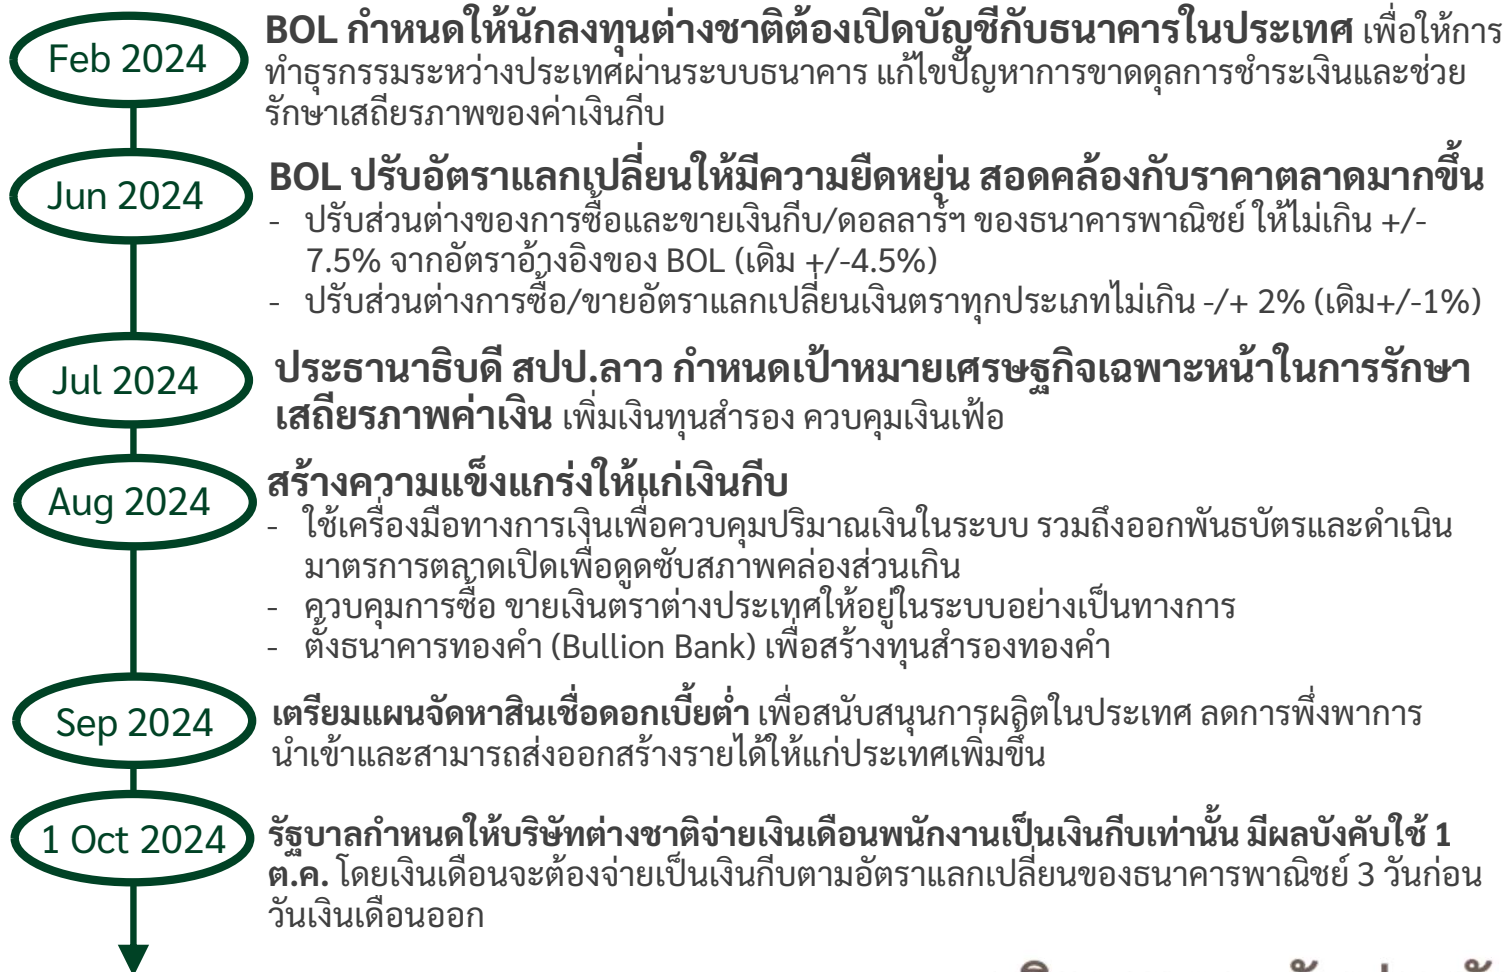 Feb 2024
BOL กำหนดให้นักลงทุนต่างชาติต้องเปิดบัญชีกับธนาคารในประเทศ เพื่อให้การ
ทำธุรกรรมระหว่างประเทศผ่านระบบธนาคาร แก้ไขปัญหาการขาดดุลการชำระเงินและช่วย
รักษาเสถียรภาพของค่าเงินกีบ
Jun 2024
BOL ปรับอัตราแลกเปลี่ยนให้มีความยืดหยุ่น สอดคล้องกับราคาตลาดมากขึ้น
- ปรับส่วนต่างของการซื้อและขายเงินกีบ/ดอลลาร์ฯ ของธนาคารพาณิชย์ ให้ไม่เกิน +/-
7.5% จากอัตราอ้างอิงของ BOL (เดิม +/-4.5%)
- ปรับส่วนต่างการซื้อ/ขายอัตราแลกเปลี่ยนเงินตราทุกประเภทไม่เกิน -/+ 2% (เดิม+/-1%)
Jul 2024
ประธานาธิบดี สปป.ลาว กำหนดเป้าหมายเศรษฐกิจเฉพาะหน้าในการรักษา
เสถียรภาพค่าเงิน เพิ่มเงินทุนสำรอง ควบคุมเงินเฟ้อ
Aug 2024
สร้างความแข็งแกร่งให้แก่เงินกีบ
- ใช้เครื่องมือทางการเงินเพื่อควบคุมปริมาณเงินในระบบ รวมถึงออกพันธบัตรและดำเนิน
มาตรการตลาดเปิดเพื่อดูดซับสภาพคล่องส่วนเกิน
- ควบคุมการซื้อ ขายเงินตราต่างประเทศให้อยู่ในระบบอย่างเป็นทางการ
- ตั้งธนาคารทองคำ (Bullion Bank) เพื่อสร้างทุนสำรองทองคำ
Sep 2024
เตรียมแผนจัดหาสินเชื่อดอกเบี้ยต่ำ เพื่อสนับสนุนการผลิตในประเทศ ลดการพึ่งพาการ
นำเข้าและสามารถส่งออกสร้างรายได้ให้แก่ประเทศเพิ่มขึ้น
1 Oct 2024
รัฐบาลกำหนดให้บริษัทต่างชาติจ่ายเงินเดือนพนักงานเป็นเงินกีบเท่านั้น มีผลบังคับใช้ 1
ต.ค. โดยเงินเดือนจะต้องจ่ายเป็นเงินกีบตามอัตราแลกเปลี่ยนของธนาคารพาณิชย์ 3 วันก่อน
วันเงินเดือนออก